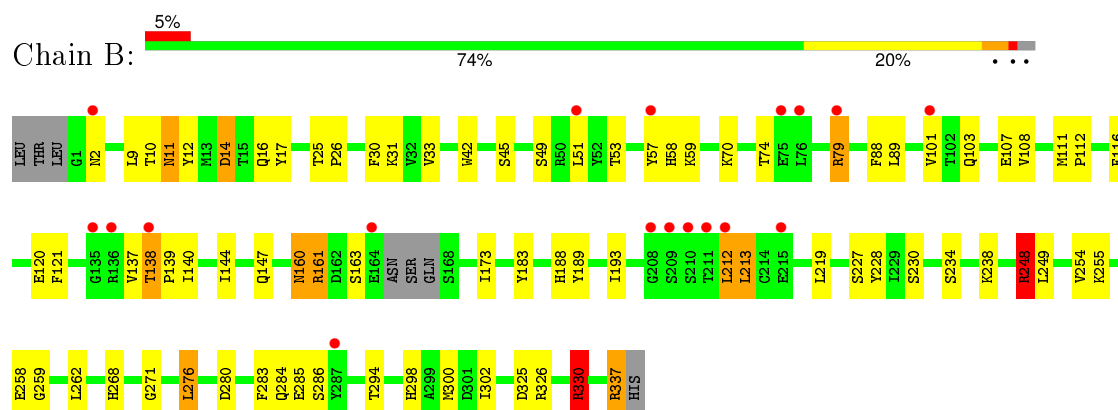 5%
Chain B:
74% 20% • • •
LEU THR LEU G1 N2 L9 T10 N11 Y12 M13 D14 T15 Q16 Y17 T25 P26 F30 K31 V32 V33 W42 S45 S49 R50 L51 Y52 T53 Y57 H58 K59 K70 T74 E75 L76 R79 F88 L89 V101 T102 Q103 E107 V108 M111 P112
E120 F121 G135 R136 V137 T138 P139 I140 I144 Q147 N160 R161 D162 S163 E164 ASN SER GLN S168 I173 Y183 H188 Y189 I193 G208 S209 S210 T211 L212 L213 C214 E215 L219 S227 Y228 I229 S230 S234 K238 R248 L249 V254 K255
E258 G259 L262 H268 G271 L276 D280 F283 Q284 E285 S286 Y287 T294 H298 A299 M300 D301 I302 D325 R326 R330 R337 HIS